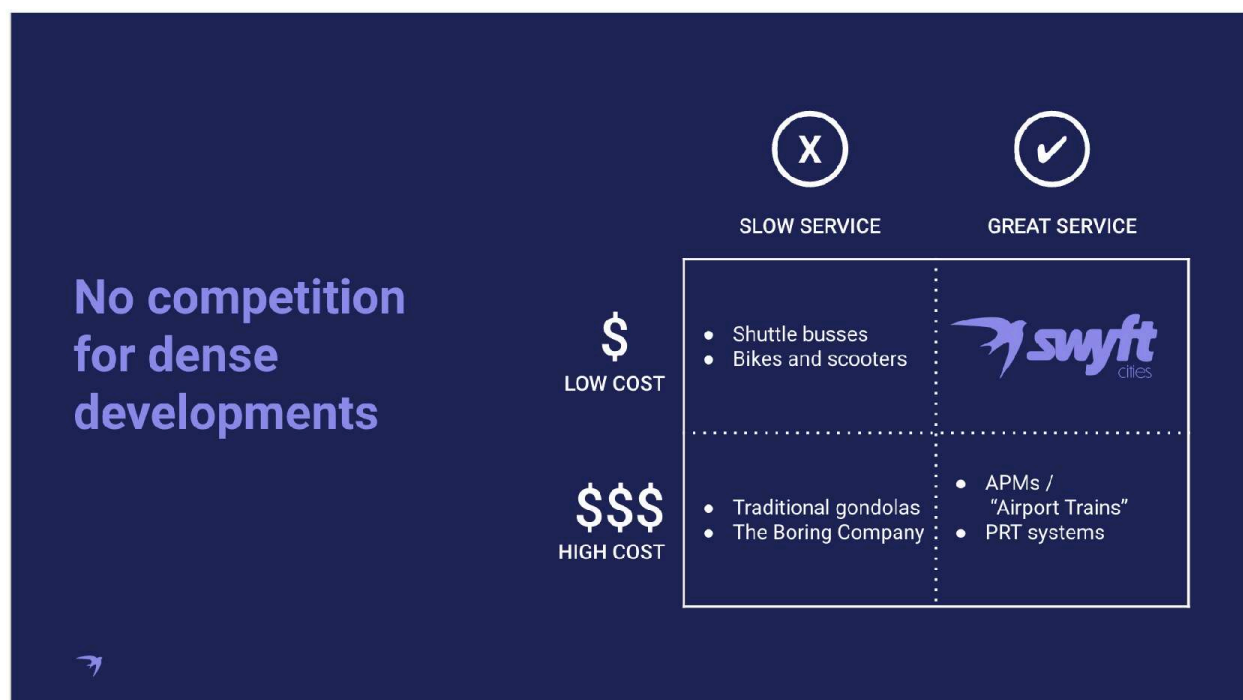 X
✔
SLOW SERVICE
GREAT SERVICE
No competition
for dense
developments
$
LOW COST
• Shuttle busses
• Bikes and scooters
swyft
cities
$$$
HIGH COST
• Traditional gondolas
• The Boring Company
• APMs /
“Airport Trains”
• PRT systems